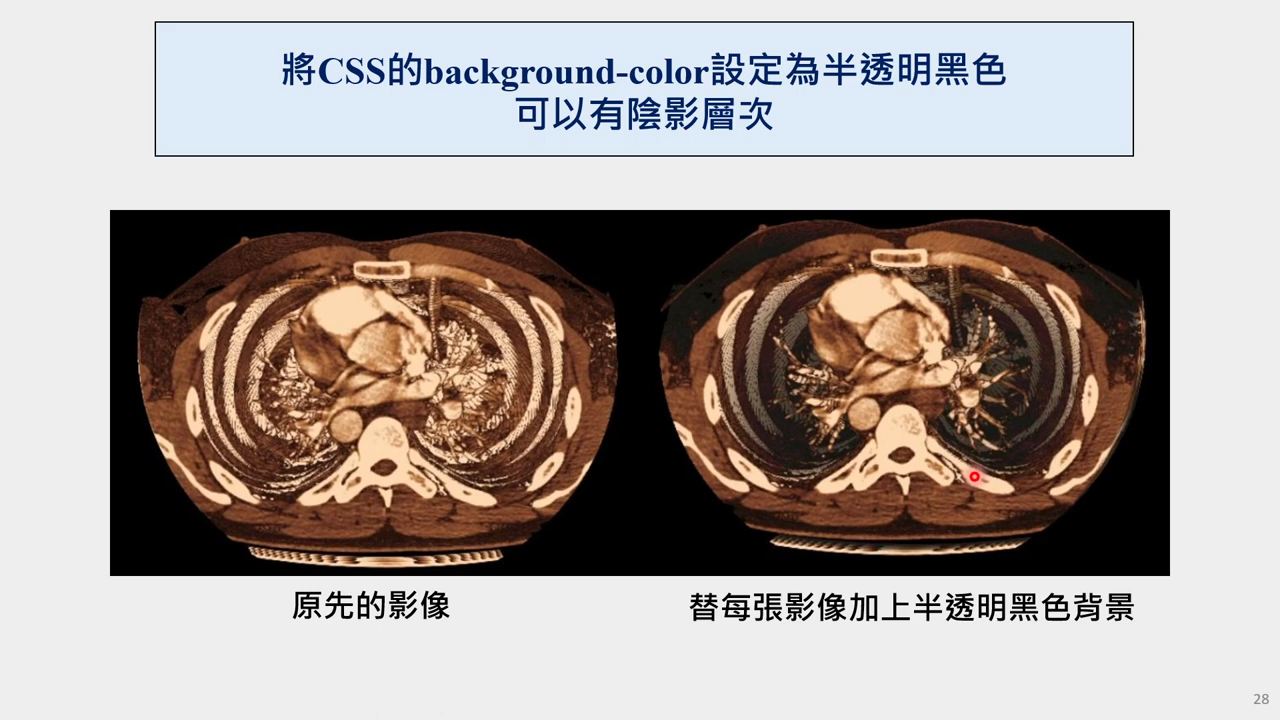 將CSS的background-color設定為半透明黑色
可以有陰影層次
原先的影像
替每張影像加上半透明黑色背景
28